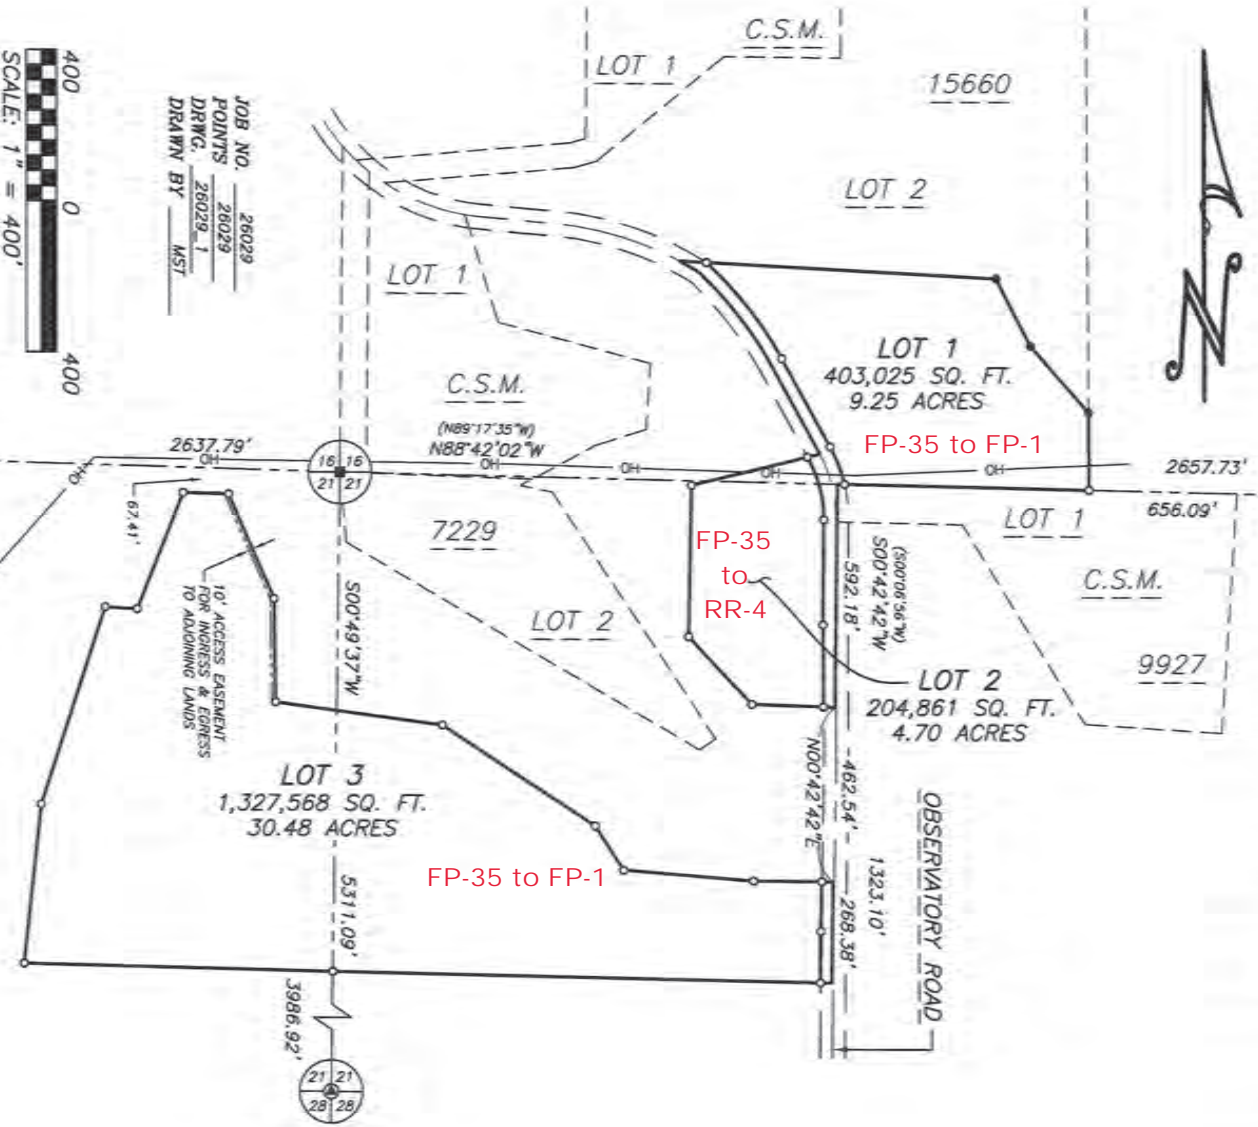 C.S.M.
LOT 1
15660
LOT 2
400
0
400
SCALE: 1" = 400'
JOB NO. 26029
POINTS 26029
DRWG. 26029_1
DRAWN BY MST
LOT 1
N
LOT 1
403,025 SQ. FT.
9.25 ACRES
FP-35 to FP-1
C.S.M.
(N89°17'35"W)
N88°42'02"W
2637.79'
OH
OH
OH
OH
OH
OH
2657.73'
656.09'
16 16
21 21
67.41'
7229
LOT 2
LOT 1
C.S.M.
9927
FP-35
to
RR-4
(S00°06'56"W)
S00°42'42"W
592.18'
10' ACCESS EASEMENT
FOR INGRESS & EGRESS
TO ADJOINING LANDS
S00°49'37"W
LOT 2
204,861 SQ. FT.
4.70 ACRES
N00°42'42"E
462.54'
LOT 3
1,327,568 SQ. FT.
30.48 ACRES
FP-35 to FP-1
OBSERVATORY ROAD
1323.10'
268.38'
5311.09'
3986.92'
21 21
28 28